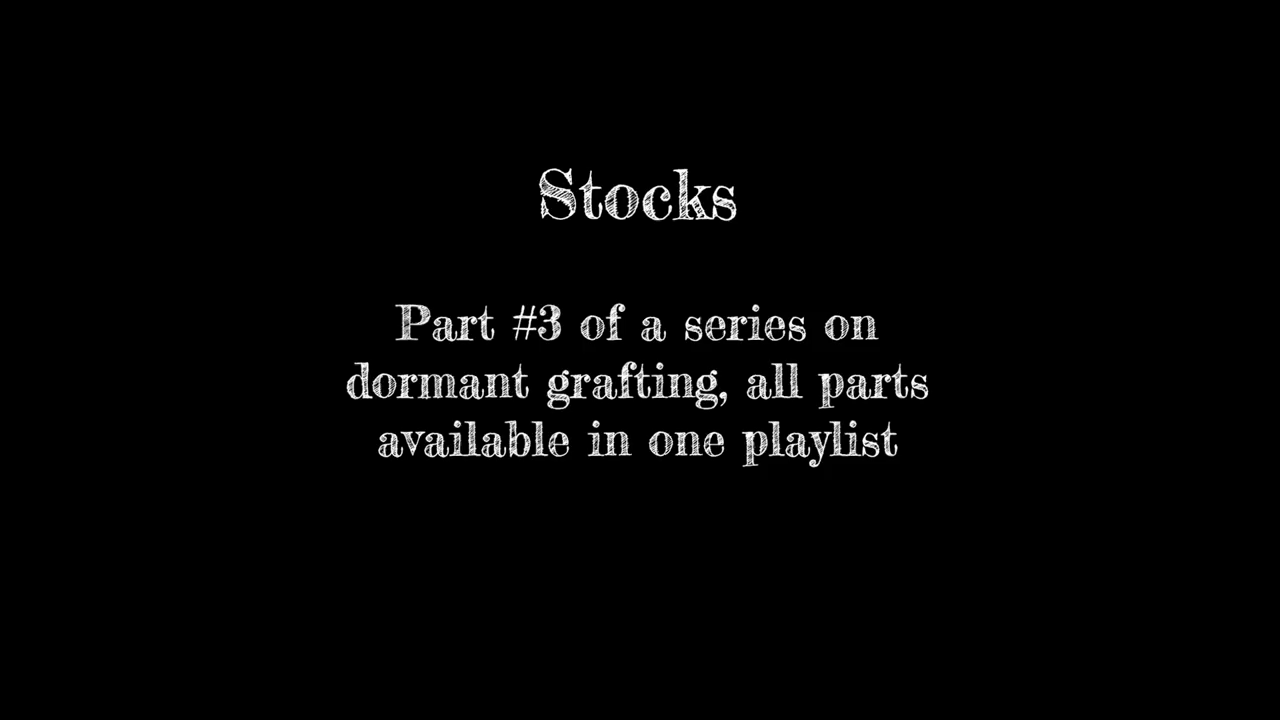 Stocks
Part #3 of a series on
dormant grafting, all parts
available in one playlist